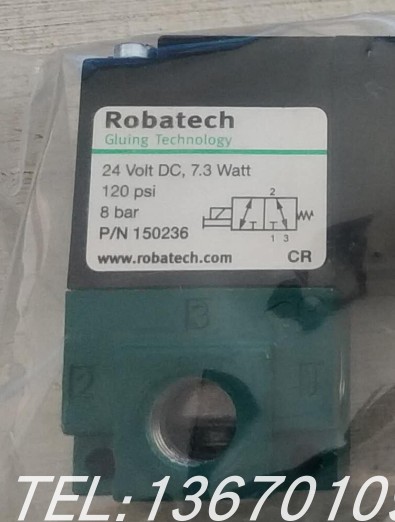 Robatech
Gluing Technology
24 Volt DC, 7.3 Watt
120 psi
8 bar
P/N 150236
2
1 3
www.robatech.com
CR
3
2
1
TEL:1367010